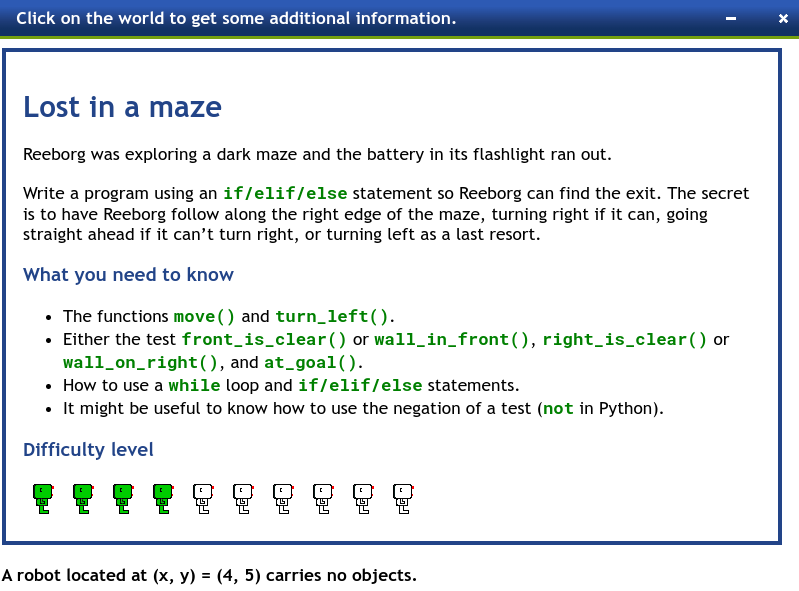 Click on the world to get some additional information.
Lost in a maze
Reeborg was exploring a dark maze and the battery in its flashlight ran out.
Write a program using an if/elif/else statement so Reeborg can find the exit. The secret
is to have Reeborg follow along the right edge of the maze, turning right if it can, going
straight ahead if it can’t turn right, or turning left as a last resort.
What you need to know
• The functions move() and turn_left().
• Either the test front_is_clear() or wall_in_front(), right_is_clear() or
wall_on_right(), and at_goal().
• How to use a while loop and if/elif/else statements.
• It might be useful to know how to use the negation of a test (not in Python).
Difficulty level
A robot located at (x, y) = (4, 5) carries no objects.